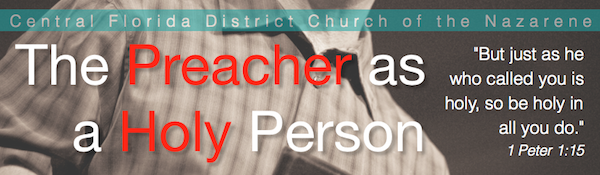 Central Florida District Church of the Nazarene
The Preacher as
a Holy Person
"But just as he
who called you is
holy, so be holy in
all you do."
1 Peter 1:15